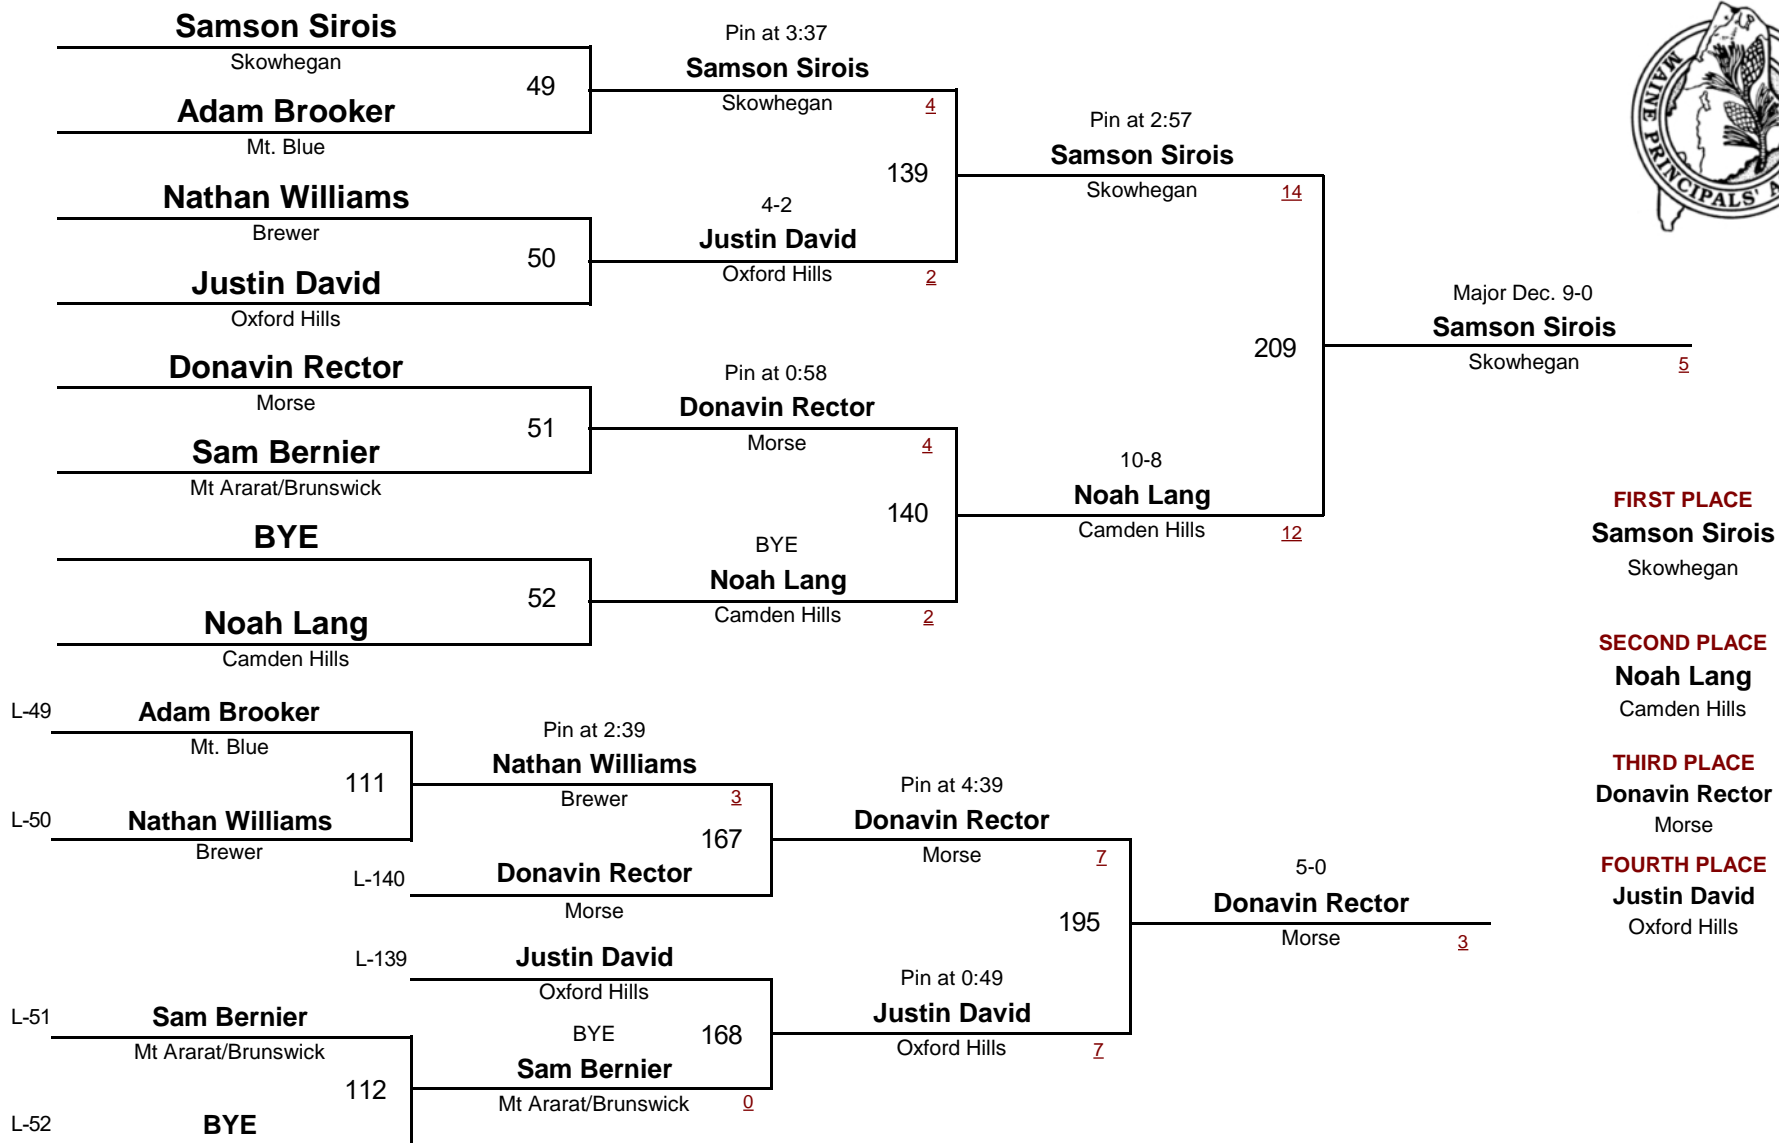 Samson Sirois
Skowhegan
49
Adam Brooker
Mt. Blue
Nathan Williams
Brewer
50
Justin David
Oxford Hills
Donavin Rector
Morse
51
Sam Bernier
Mt Ararat/Brunswick
BYE
52
Noah Lang
Camden Hills
Pin at 3:37
Samson Sirois
Skowhegan 4
139
4-2
Justin David
Oxford Hills 2
Pin at 0:58
Donavin Rector
Morse 4
140
BYE
Noah Lang
Camden Hills 2
Pin at 2:57
Samson Sirois
Skowhegan 14
209
10-8
Noah Lang
Camden Hills 12
Major Dec. 9-0
Samson Sirois
Skowhegan 5
MAINE PRINCIPALS' A
FIRST PLACE
Samson Sirois
Skowhegan
SECOND PLACE
Noah Lang
Camden Hills
THIRD PLACE
Donavin Rector
Morse
FOURTH PLACE
Justin David
Oxford Hills
L-49 Adam Brooker
Mt. Blue
111
L-50 Nathan Williams
Brewer
Pin at 2:39
Nathan Williams
Brewer 3
167
L-140 Donavin Rector
Morse
L-139 Justin David
Oxford Hills
168
L-51 Sam Bernier
Mt Ararat/Brunswick
112
L-52 BYE
BYE
Sam Bernier
Mt Ararat/Brunswick 0
Pin at 4:39
Donavin Rector
Morse 7
195
Pin at 0:49
Justin David
Oxford Hills 7
5-0
Donavin Rector
Morse 3